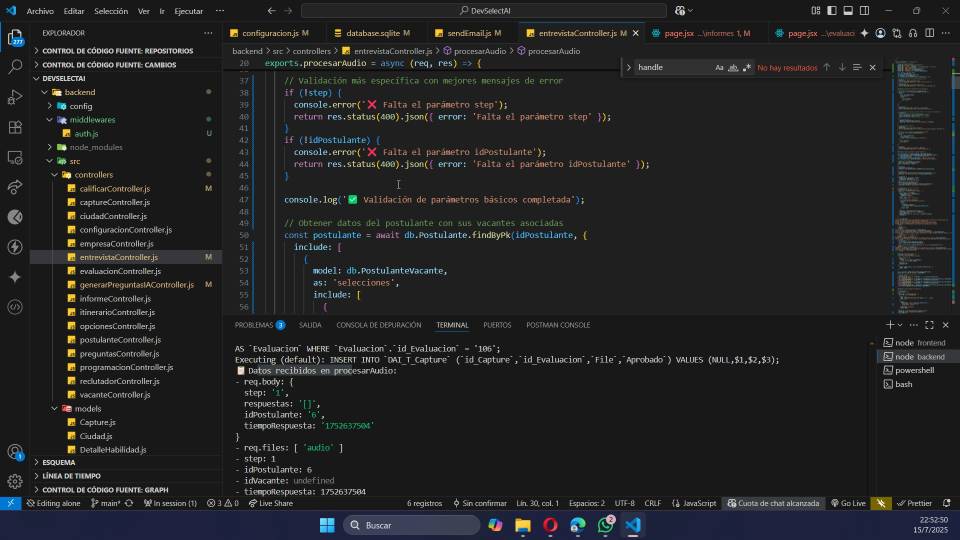 Archivo Editar Selección Ver Ir Ejecutar ··· DevSelectAI
EXPLORADOR
CONTROL DE CÓDIGO FUENTE: REPOSITORIOS
CONTROL DE CÓDIGO FUENTE: CAMBIOS
DEVSELECTAI
backend
config
middlewares
auth.js U
node_modules
src
controllers
calificarController.js M
captureController.js
ciudadController.js
configuracionController.js
empresaController.js
entrevistaController.js M
evaluacionController.js
generarPreguntasIAController.js M
informeController.js
itinerarioController.js
opcionesController.js
postulanteController.js
preguntasController.js
programacionController.js
reclutadorController.js
vacanteController.js
models
Capture.js
Ciudad.js
DetalleHabilidad.js
ESQUEMA
LÍNEA DE TIEMPO
CONTROL DE CÓDIGO FUENTE: GRAPH
277
1
configuracion.js M
database.sqlite M
sendEmail.js M
entrevistaController.js M
page.jsx ...\informes 1, M
page.jsx ...\evaluaci
backend > src > controllers > entrevistaController.js > procesarAudio > procesarAudio
handle Aa ab No hay resultados
20 exports.procesarAudio = async (req, res) => {
37 // Validación más específica con mejores mensajes de error
38 if (!step) {
39 console.error('❌ Falta el parámetro step');
40 return res.status(400).json({ error: 'Falta el parámetro step' });
41 }
42 if (!idPostulante) {
43 console.error('❌ Falta el parámetro idPostulante');
44 return res.status(400).json({ error: 'Falta el parámetro idPostulante' });
45 }
46
47 console.log('✅ Validación de parámetros básicos completada');
48
49 // Obtener datos del postulante con sus vacantes asociadas
50 const postulante = await db.Postulante.findByPk(idPostulante, {
51 include: [
52 {
53 model: db.PostulanteVacante,
54 as: 'selecciones',
55 include: [
56 {
PROBLEMAS 3 SALIDA CONSOLA DE DEPURACIÓN TERMINAL PUERTOS POSTMAN CONSOLE
AS `Evaluacion` WHERE `Evaluacion`.`id_Evaluacion` = '106';
Executing (default): INSERT INTO `DAI_T_Capture` (`id_Capture`,`id_Evaluacion`,`File`,`Aprobado`) VALUES (NULL,$1,$2,$3);
📋 Datos recibidos en procesarAudio:
- req.body: {
step: '1',
respuestas: '[]',
idPostulante: '6',
tiempoRespuesta: '1752637504'
}
- req.files: [ 'audio' ]
- step: 1
- idPostulante: 6
- idVacante: undefined
- tiempoRespuesta: 1752637504
node frontend
node backend
powershell
bash
Editing alone main* In session (1) 3 0 Live Share 6 registros Sin confirmar Lín. 30, col. 1 Espacios: 2 UTF-8 CRLF JavaScript Cuota de chat alcanzada Go Live Prettier
Buscar
2
22:52:50
15/7/2025